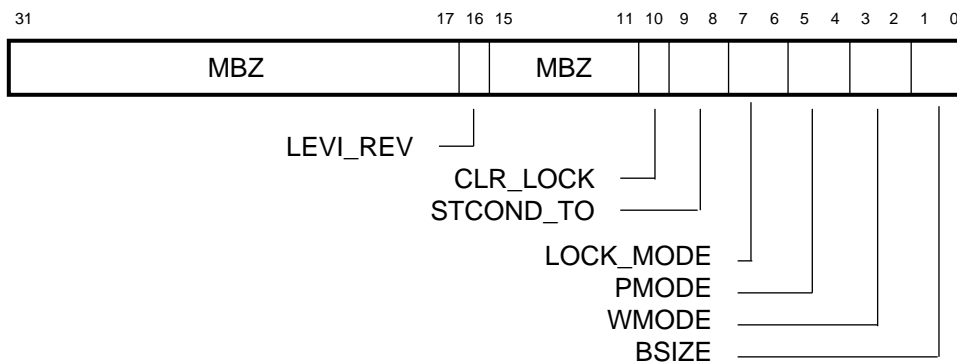 31 17 16 15 11 10 9 8 7 6 5 4 3 2 1 0
MBZ MBZ
LEVI_REV
CLR_LOCK
STCOND_TO
LOCK_MODE
PMODE
WMODE
BSIZE